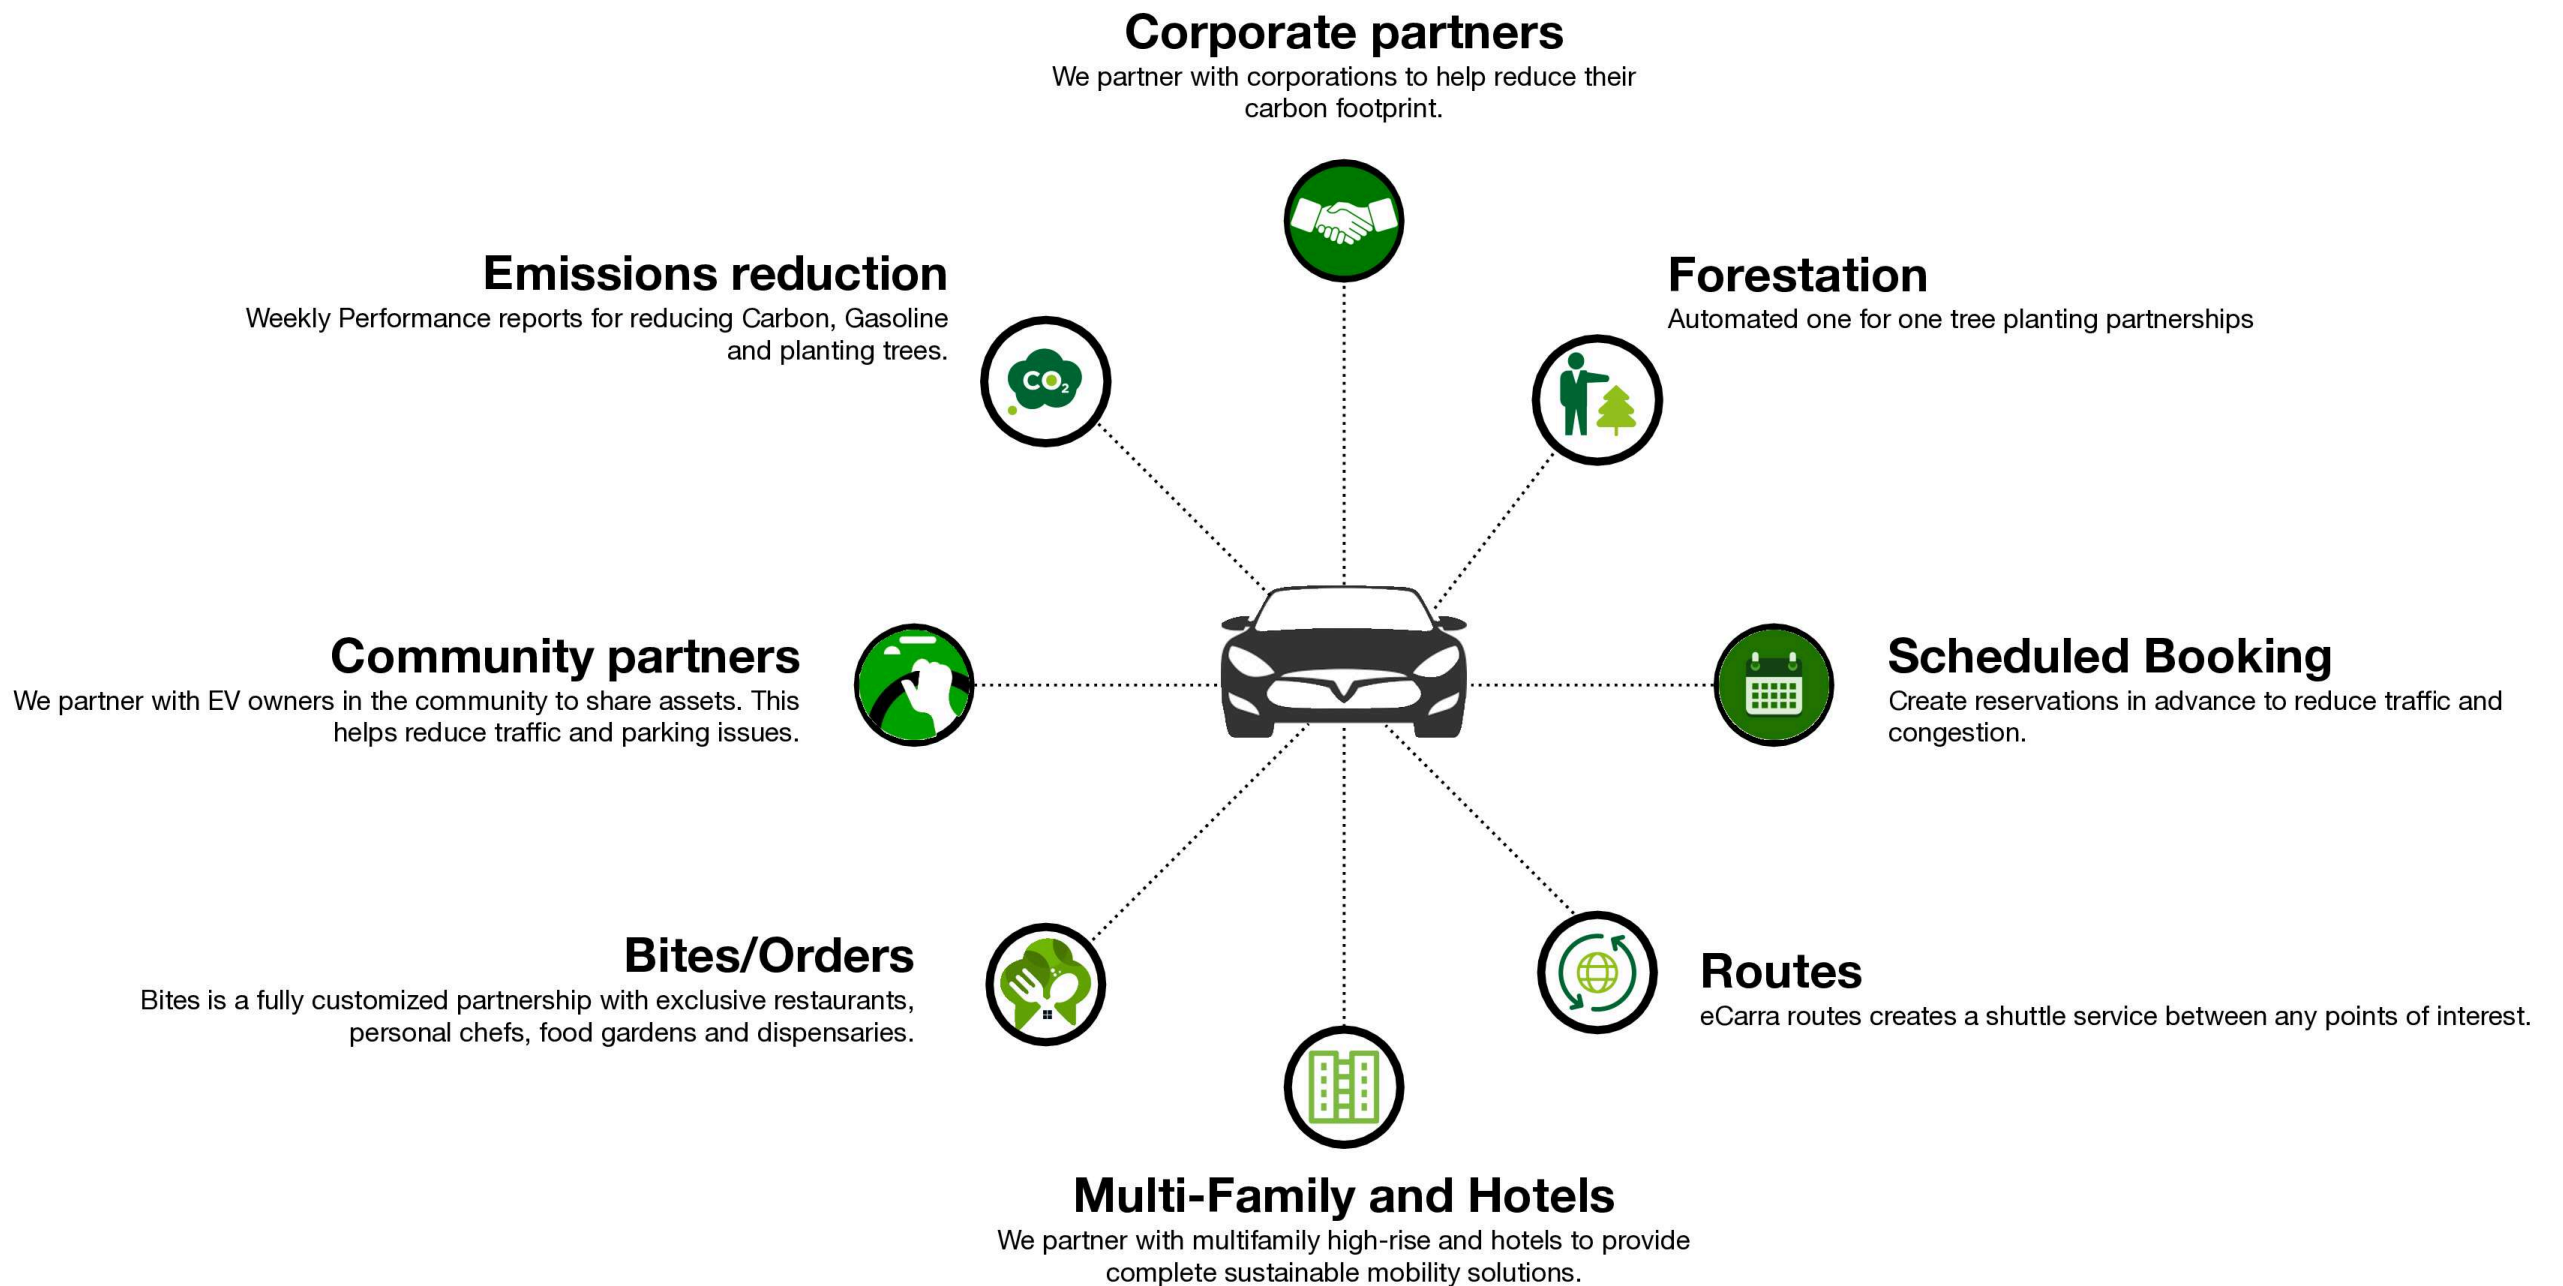 Corporate partners
We partner with corporations to help reduce their
carbon footprint.
Emissions reduction
Weekly Performance reports for reducing Carbon, Gasoline
and planting trees.
CO2
Forestation
Automated one for one tree planting partnerships
Community partners
We partner with EV owners in the community to share assets. This
helps reduce traffic and parking issues.
Scheduled Booking
Create reservations in advance to reduce traffic and
congestion.
Bites/Orders
Bites is a fully customized partnership with exclusive restaurants,
personal chefs, food gardens and dispensaries.
Routes
eCarra routes creates a shuttle service between any points of interest.
Multi-Family and Hotels
We partner with multifamily high-rise and hotels to provide
complete sustainable mobility solutions.